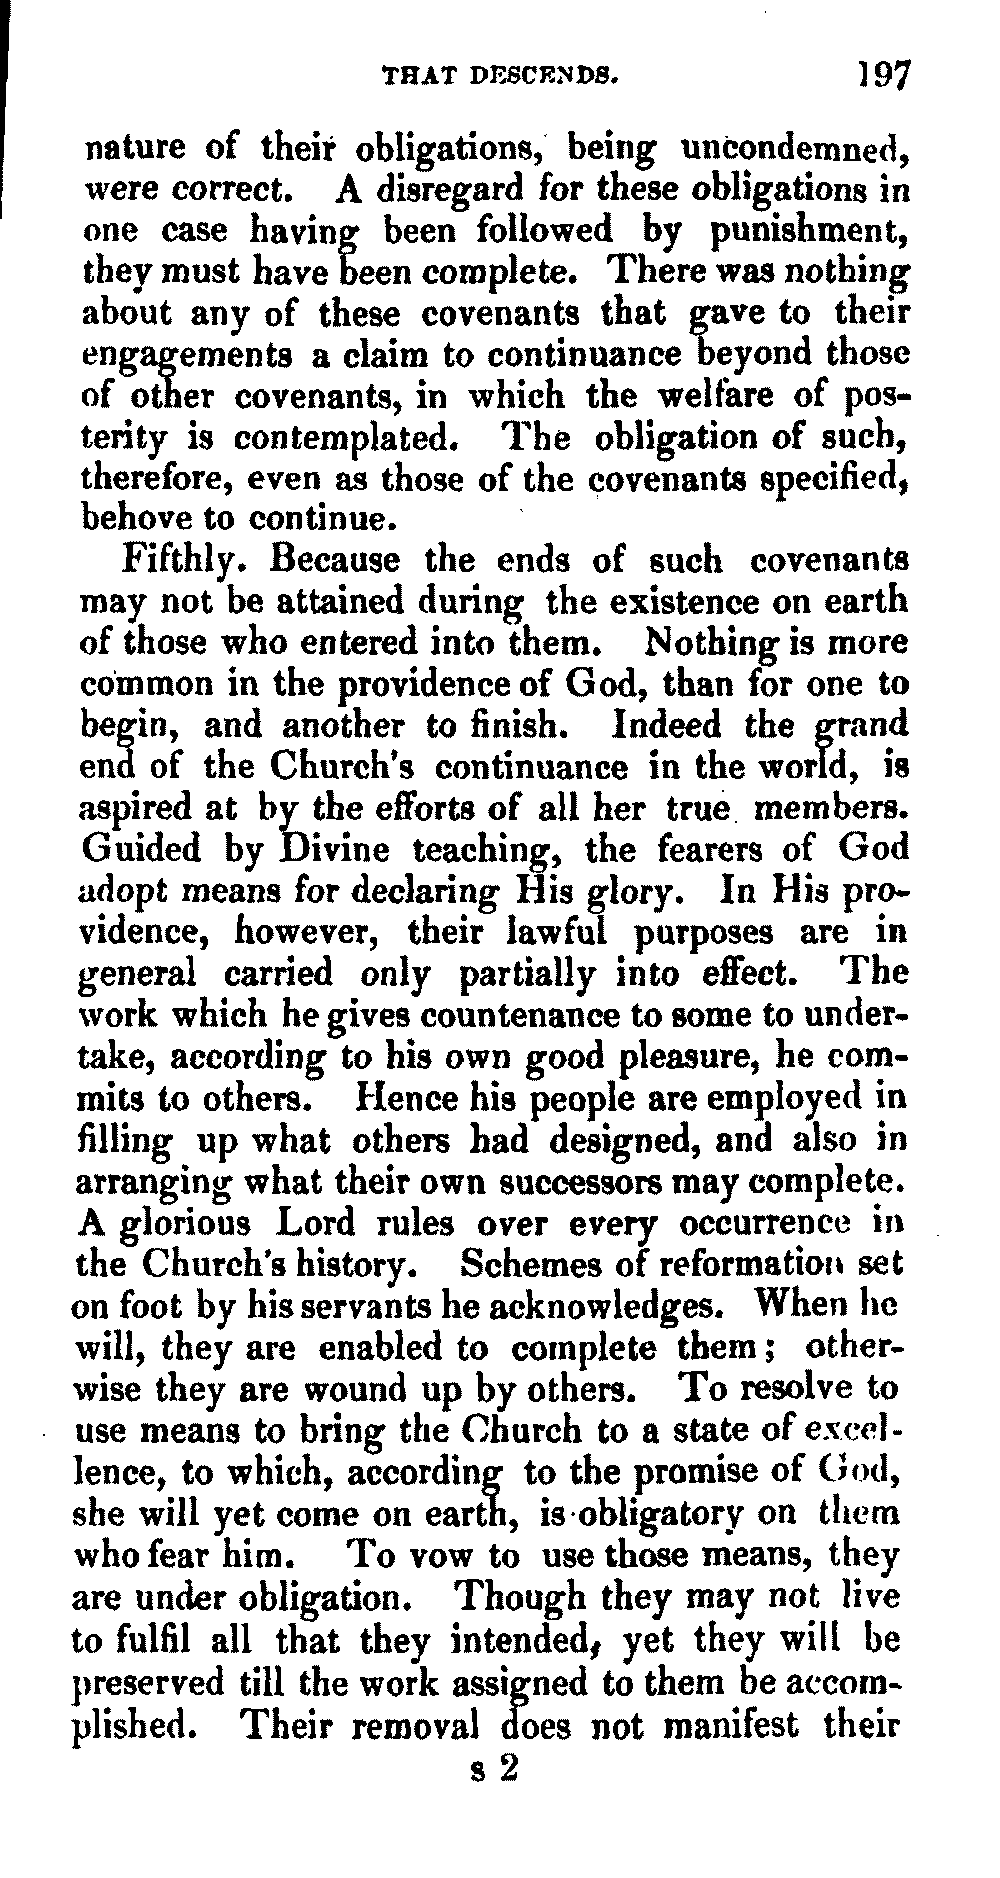 THAT DESCENDS. 197
nature of their obligations, being uncondemned,
were correct. A disregard for these obligations in
one case having been followed by punishment,
they must have been complete. There was nothing
about any of these covenants that gave to their
engagements a claim to continuance beyond those
of other covenants, in which the welfare of pos-
terity is contemplated. The obligation of such,
therefore, even as those of the covenants specified,
behove to continue.
Fifthly. Because the ends of such covenants
may not be attained during the existence on earth
of those who entered into them. Nothing is more
common in the providence of God, than for one to
begin, and another to finish. Indeed the grand
end of the Church's continuance in the world, is
aspired at by the efforts of all her true members.
Guided by Divine teaching, the fearers of God
adopt means for declaring His glory. In His pro-
vidence, however, their lawful purposes are in
general carried only partially into effect. The
work which he gives countenance to some to under-
take, according to his own good pleasure, he com-
mits to others. Hence his people are employed in
filling up what others had designed, and also in
arranging what their own successors may complete.
A glorious Lord rules over every occurrence in
the Church's history. Schemes of reformation set
on foot by his servants he acknowledges. When he
will, they are enabled to complete them; other-
wise they are wound up by others. To resolve to
use means to bring the Church to a state of excel-
lence, to which, according to the promise of God,
she will yet come on earth, is obligatory on them
who fear him. To vow to use those means, they
are under obligation. Though they may not live
to fulfil all that they intended, yet they will be
preserved till the work assigned to them be accom-
plished. Their removal does not manifest their
s 2